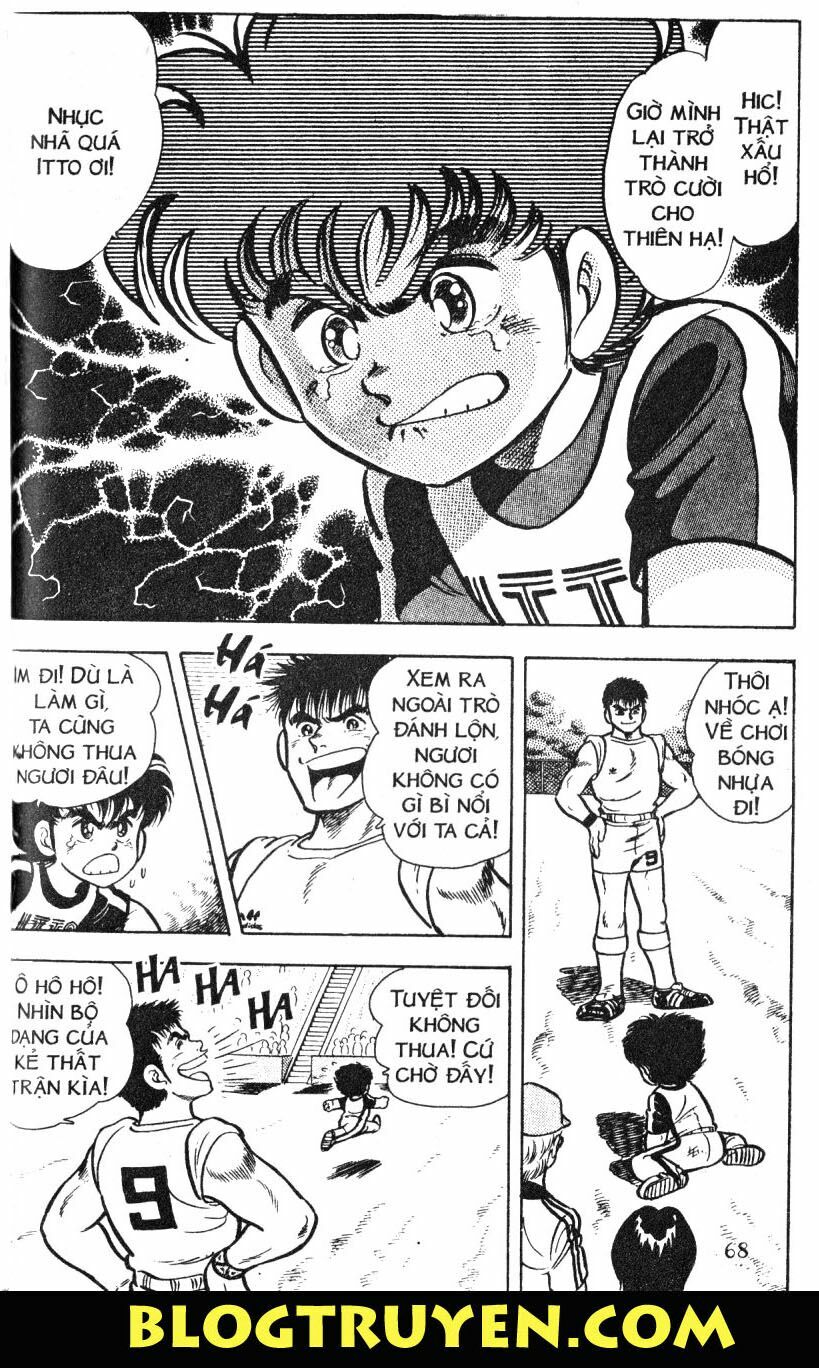 HIC!
THẬT
XẤU
HỔ!
GIỜ MÌNH
LẠI TRỞ
THÀNH
TRÒ CƯỜI
CHO
THIÊN HẠ!
NHỤC
NHÃ QUÁ
ITTO ƠI!
THÔI
NHÓC Ạ!
VỀ CHƠI
BÓNG
NHỰA
ĐI!
9
XEM RA
NGOÀI TRÒ
ĐÁNH LỘN,
NGƯƠI
KHÔNG CÓ
GÌ BÌ NỔI
VỚI TA CẢ!
HÁ
HÁ
IM ĐI! DÙ LÀ
LÀM GÌ,
TA CŨNG
KHÔNG THUA
NGƯƠI ĐÂU!
TUYỆT ĐỐI
KHÔNG
THUA! CỨ
CHỜ ĐẤY!
HA
HA
HA
Ô HÔ HÔ!
NHÌN BỘ
DẠNG CỦA
KẺ THẤT
TRẬN KÌA!
9
68
BLOGTRUYEN.COM